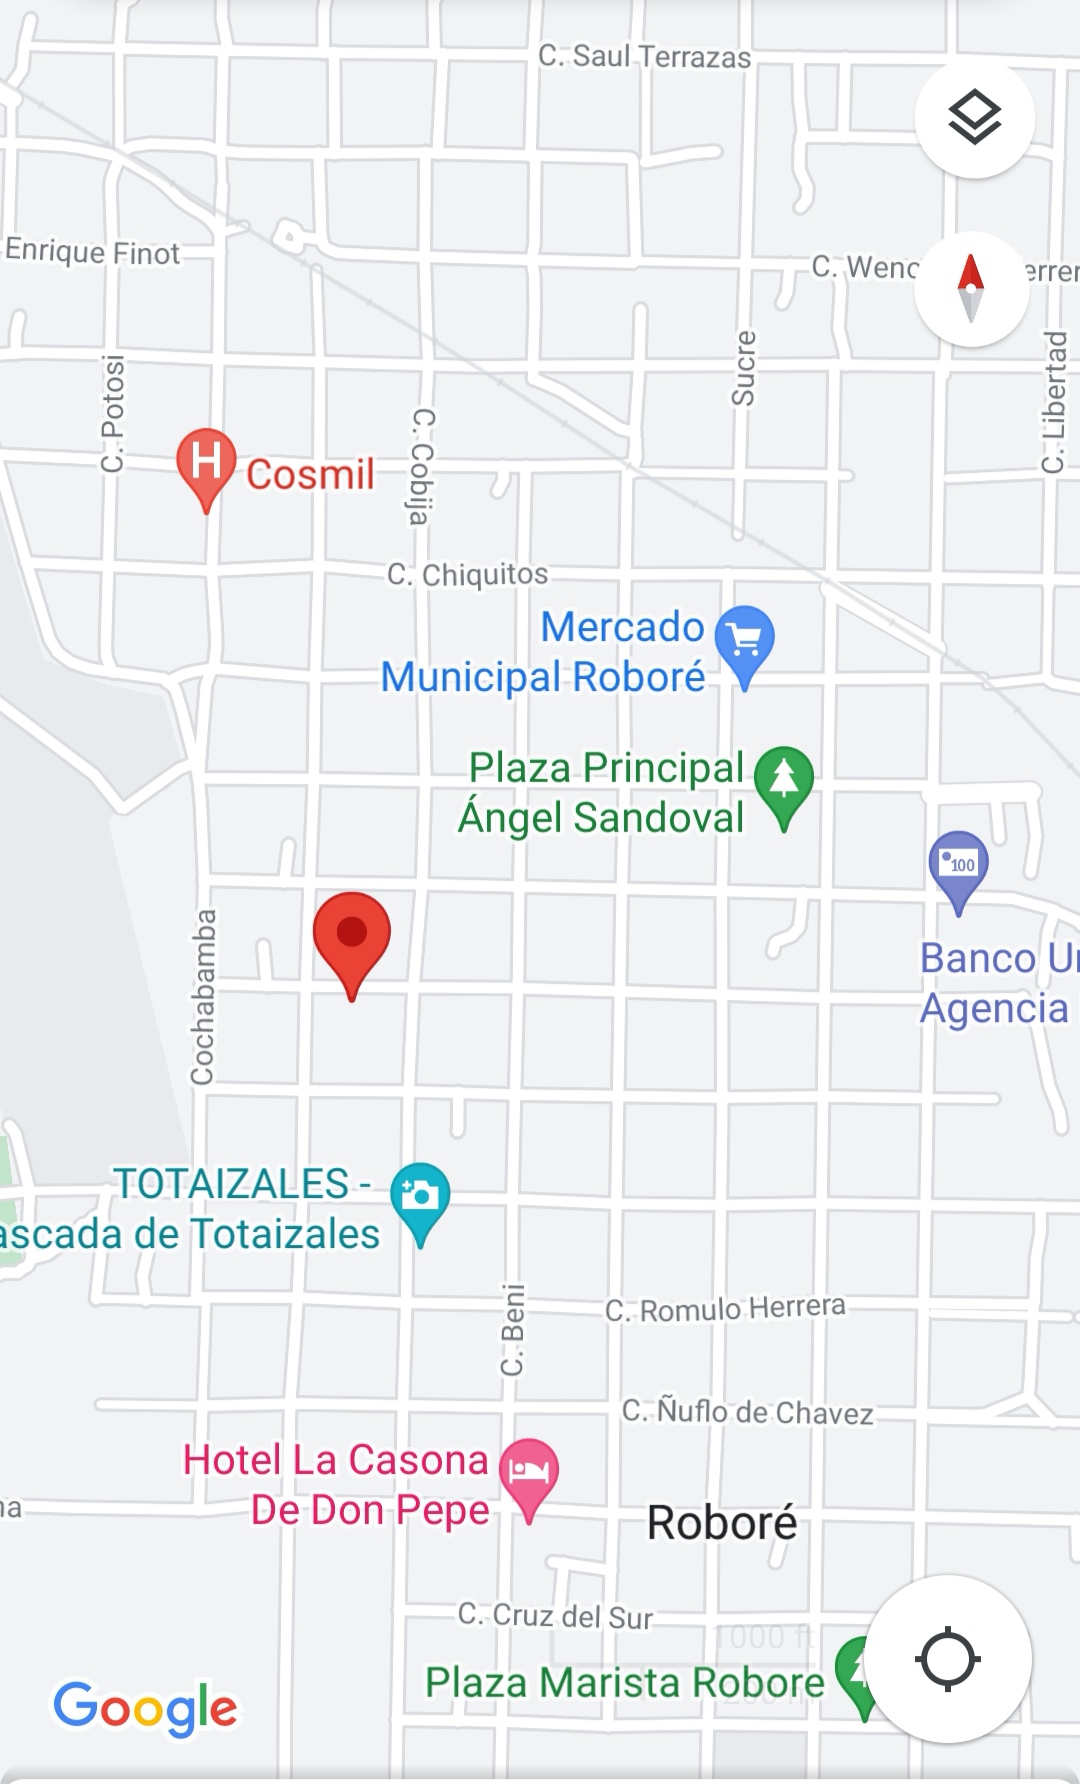 C. Saul Terrazas
Enrique Finot
C. Wenc
errer
C. Potosi
C. Cobija
Sucre
C. Libertad
H
Cosmil
C. Chiquitos
Mercado
Municipal Roboré
Plaza Principal
Ángel Sandoval
100
Banco Un
Agencia
Cochabamba
TOTAIZALES -
ascada de Totaizales
C. Beni
C. Romulo Herrera
C. Ñuflo de Chavez
Hotel La Casona
De Don Pepe
na
Roboré
C. Cruz del Sur
1000 ft
Plaza Marista Robore
Google